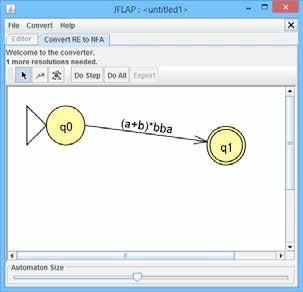 JFLAP : <untitled1>
File Convert Help
Editor Convert RE to NFA
Welcome to the converter.
1 more resolutions needed.
Do Step Do All Export
q0
(a+b)*bba
q1
Automaton Size